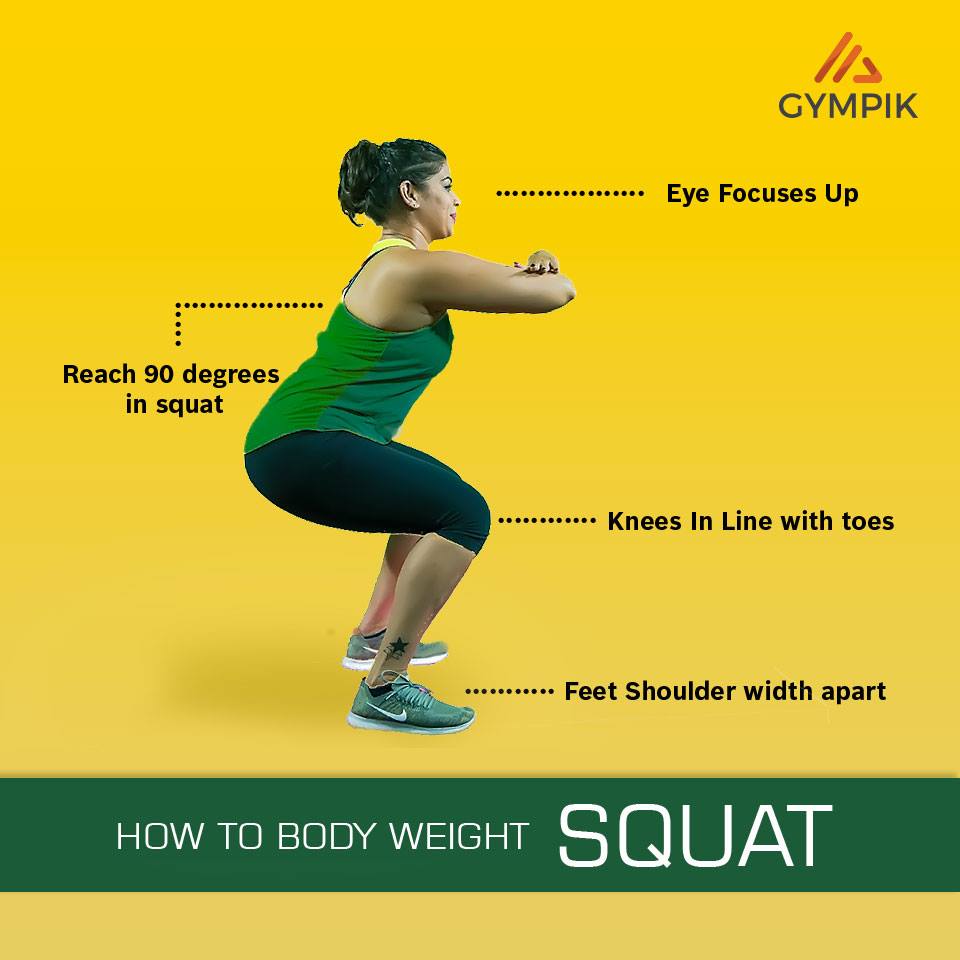 GYMPIK
Eye Focuses Up
Reach 90 degrees
in squat
Knees In Line with toes
Feet Shoulder width apart
HOW TO BODY WEIGHT SQUAT